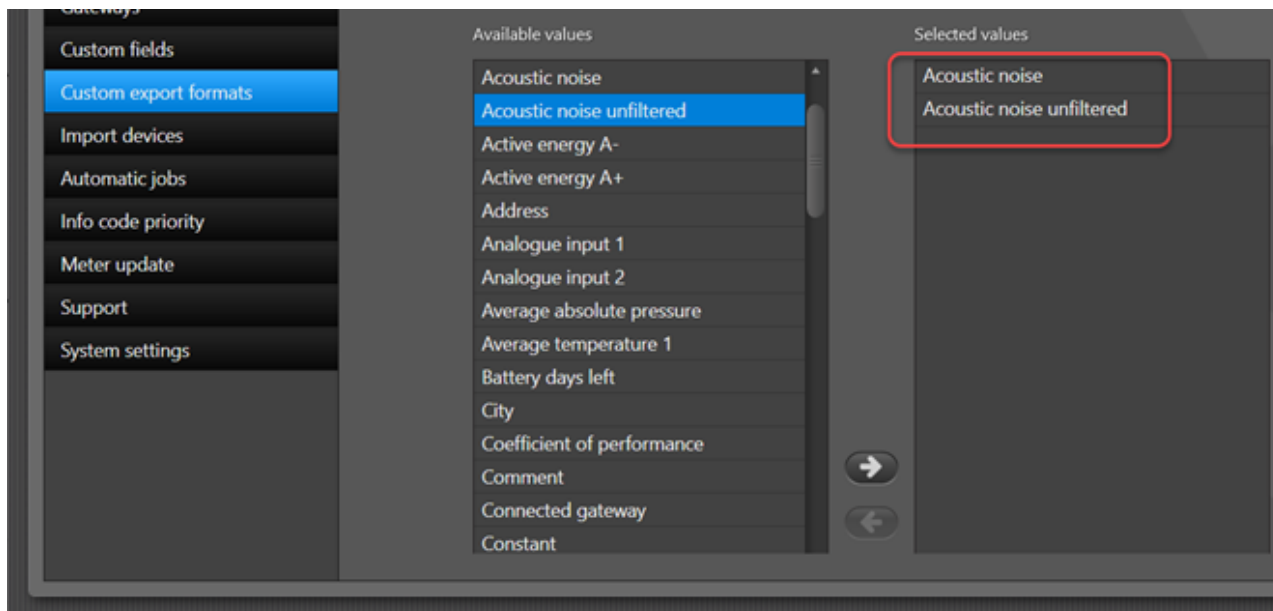 Gateways
Custom fields
Custom export formats
Import devices
Automatic jobs
Info code priority
Meter update
Support
System settings
Available values
Acoustic noise
Acoustic noise unfiltered
Active energy A-
Active energy A+
Address
Analogue input 1
Analogue input 2
Average absolute pressure
Average temperature 1
Battery days left
City
Coefficient of performance
Comment
Connected gateway
Constant
Selected values
Acoustic noise
Acoustic noise unfiltered